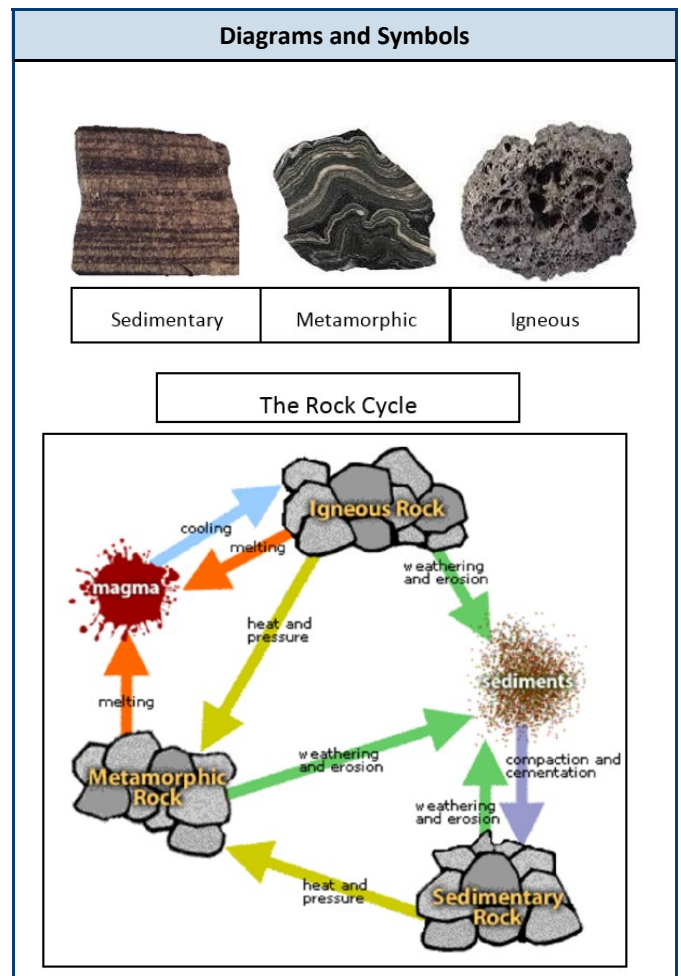 Diagrams and Symbols
Sedimentary
Metamorphic
Igneous
The Rock Cycle
Igneous Rock
cooling
melting
magma
weathering
and erosion
heat and
pressure
sediments
melting
weathering
and erosion
compaction and
cementation
Metamorphic
Rock
weathering
and erosion
heat and
pressure
Sedimentary
Rock